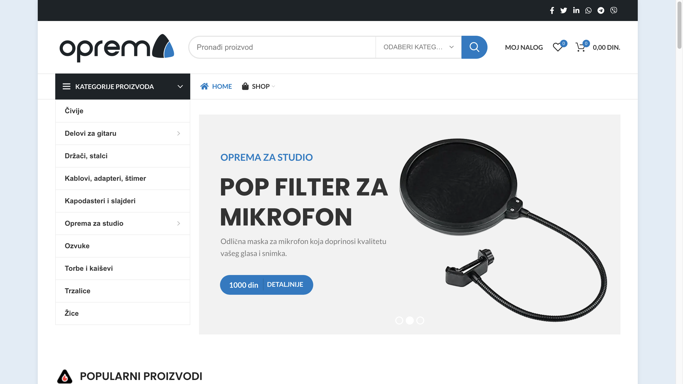 oprema
Pronađi proizvod
ODABERI KATEG...
MOJ NALOG
0
0
0,00 DIN.
KATEGORIJE PROIZVODA
HOME
SHOP
Čivije
Delovi za gitaru
Držači, stalci
Kablovi, adapteri, štimer
Kapodasteri i slajderi
Oprema za studio
Ozvuke
Torbe i kaiševi
Trzalice
Žice
OPREMA ZA STUDIO
POP FILTER ZA
MIKROFON
Odlična maska za mikrofon koja doprinosi kvalitetu
vašeg glasa i snimka.
1000 din
DETALJNIJE
POPULARNI PROIZVODI